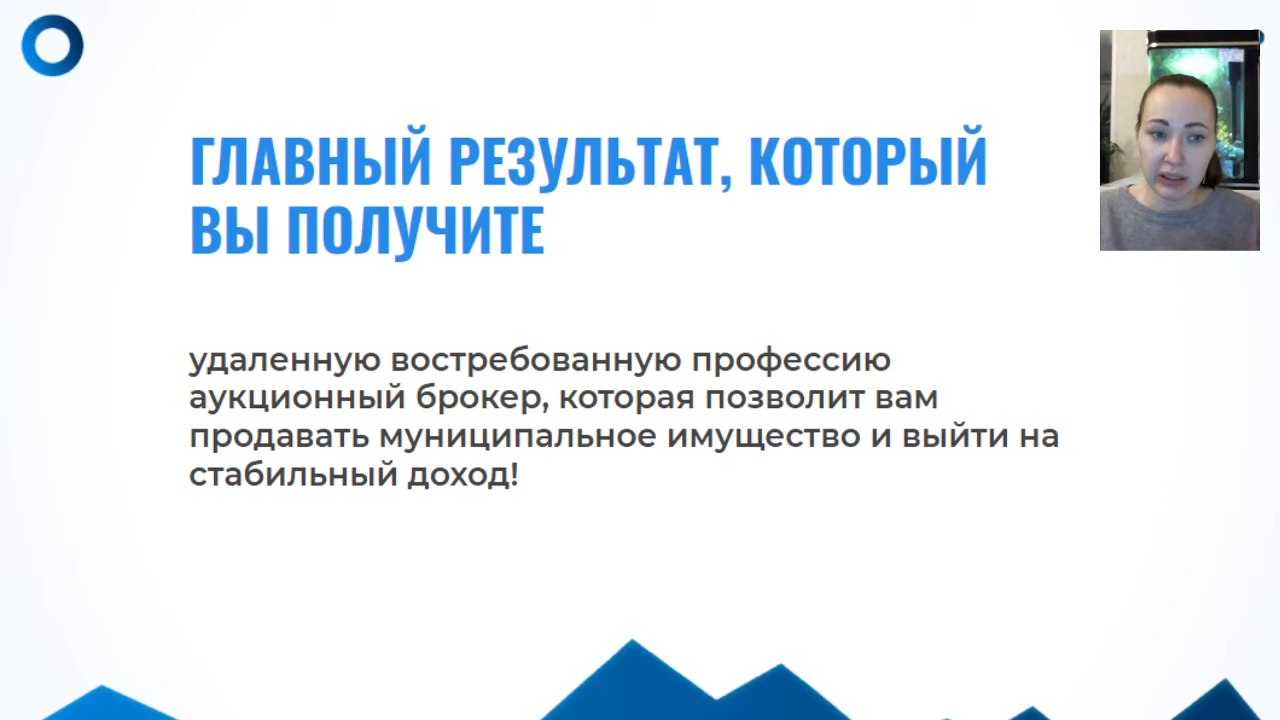 ГЛАВНЫЙ РЕЗУЛЬТАТ, КОТОРЫЙ
ВЫ ПОЛУЧИТЕ
удаленную востребованную профессию
аукционный брокер, которая позволит вам
продавать муниципальное имущество и выйти на
стабильный доход!